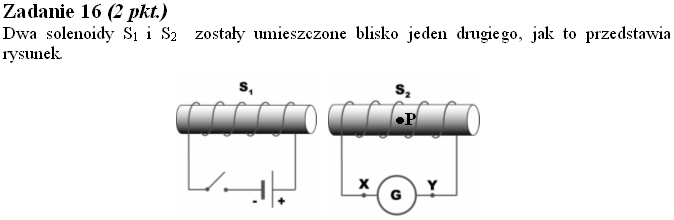 Zadanie 16 (2 pkt.)
Dwa solenoidy S1 i S2 zostały umieszczone blisko jeden drugiego, jak to przedstawia
rysunek.
S1 S2
P
X G Y
- +